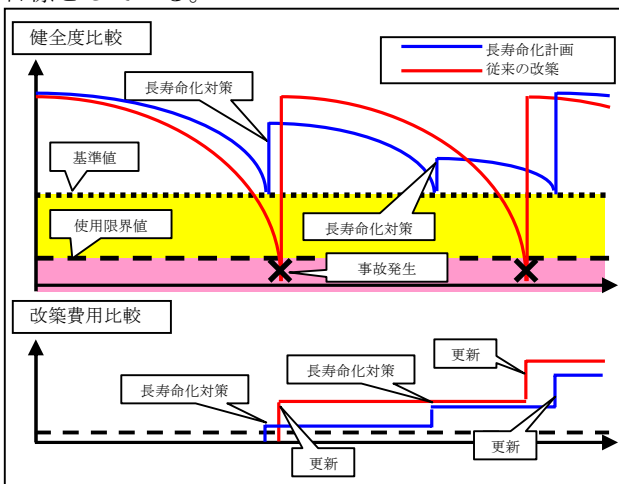 健全度比較
長寿命化計画
従来の改築
長寿命化対策
基準値
使用限界値
長寿命化対策
事故発生
改築費用比較
更新
長寿命化対策
長寿命化対策
更新
更新